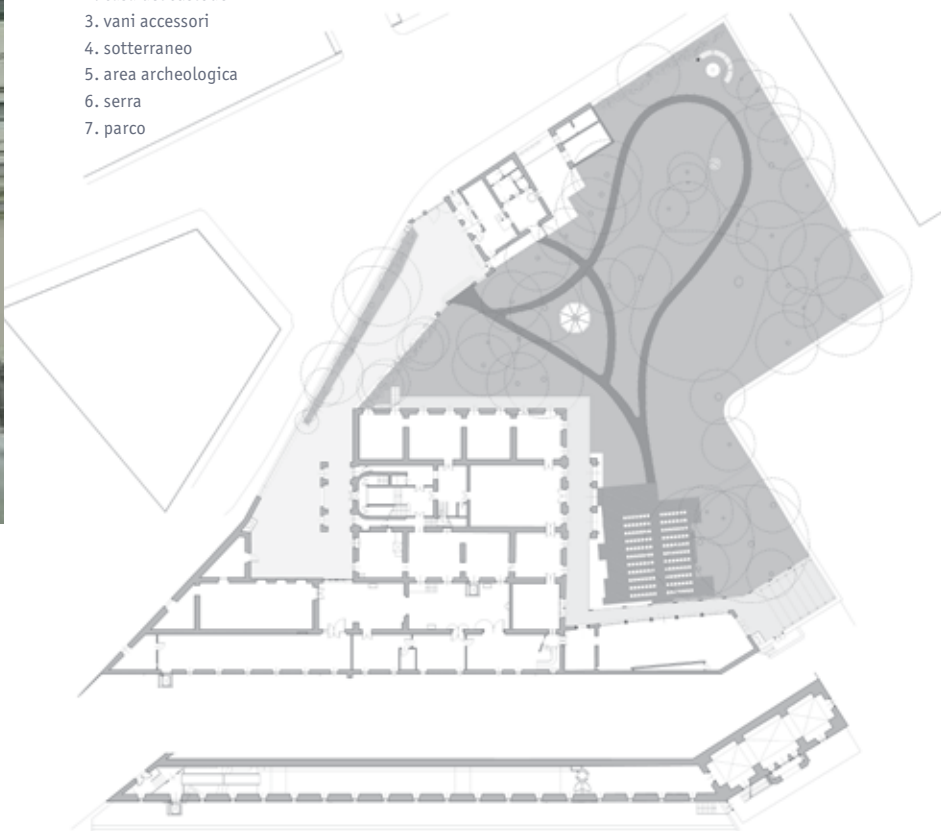 3. vani accessori
4. sotterraneo
5. area archeologica
6. serra
7. parco